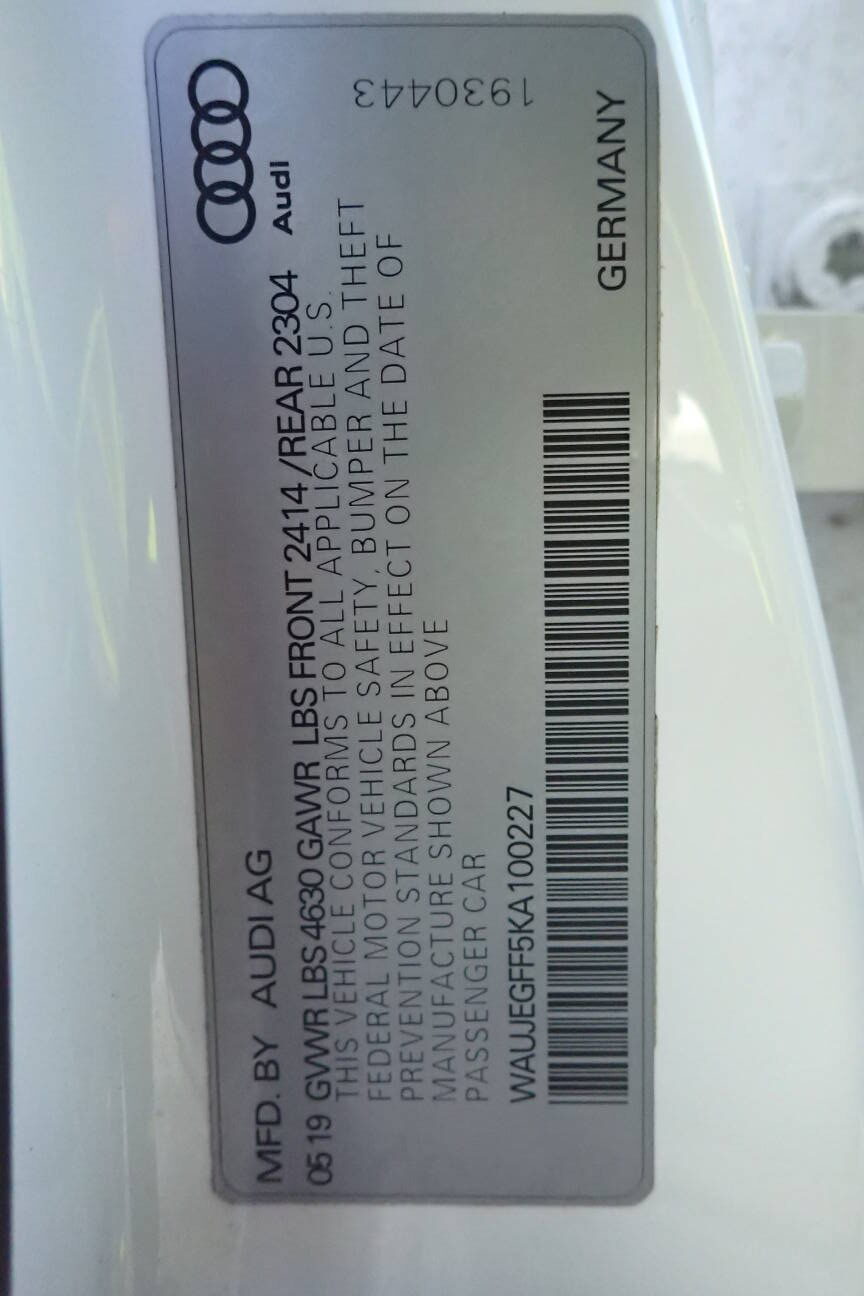 MFD. BY AUDI AG
0519 GVWR LBS 4630 GAWR LBS FRONT 2414/REAR 2304
Audi
THIS VEHICLE CONFORMS TO ALL APPLICABLE U.S.
FEDERAL MOTOR VEHICLE SAFETY, BUMPER AND THEFT
PREVENTION STANDARDS IN EFFECT ON THE DATE OF
MANUFACTURE SHOWN ABOVE
PASSENGER CAR
1930443
WAUJEGFF5KA100227
GERMANY